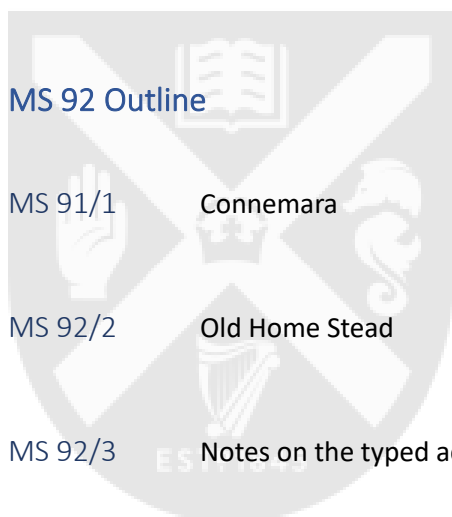 MS 92 Outline
MS 91/1 Connemara
MS 92/2 Old Home Stead
MS 92/3 Notes on the typed